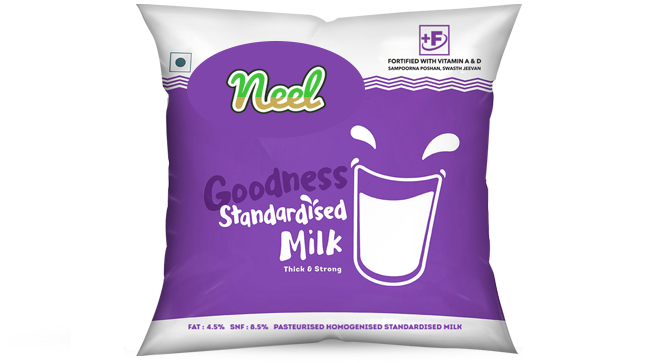 +F
FORTIFIED WITH VITAMIN A & D
SAMPOORNA POSHAN, SWASTH JEEVAN
Neel
Goodness
Standardised
Milk
Thick & Strong
FAT : 4.5% SNF : 8.5% PASTEURISED HOMOGENISED STANDARDISED MILK